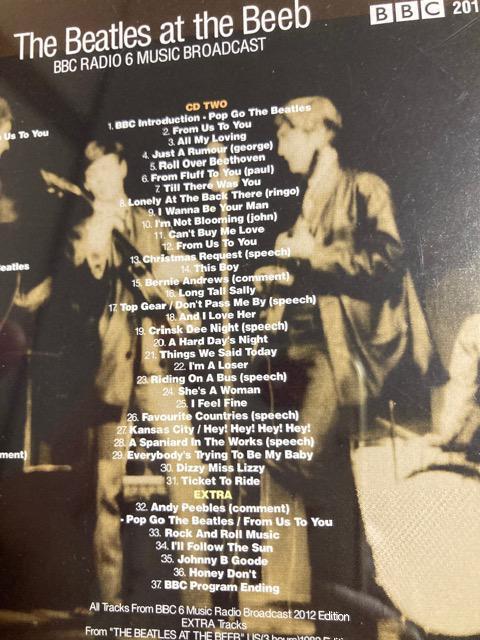 The Beatles at the Beeb
BBC 201
BBC RADIO 6 MUSIC BROADCAST
CD TWO
1. BBC Introduction - Pop Go The Beatles
2. From Us To You
us To You
3. All My Loving
4. Just A Rumour (george)
5. Roll Over Beethoven
6. From Fluff To You (paul)
7. Till There Was You
8. Lonely At The Back There (ringo)
9. I Wanna Be Your Man
10. I'm Not Blooming (john)
11. Can't Buy Me Love
12. From Us To You
13. Christmas Request (speech)
eatles
14. This Boy
15. Bernie Andrews (comment)
16. Long Tall Sally
17. Top Gear / Don't Pass Me By (speech)
18. And I Love Her
19. Crinsk Dee Night (speech)
20. A Hard Day's Night
21. Things We Said Today
22. I'm A Loser
23. Riding On A Bus (speech)
24. She's A Woman
25. I Feel Fine
26. Favourite Countries (speech)
27. Kansas City / Hey! Hey! Hey! Hey!
28. A Spaniard In The Works (speech)
29. Everybody's Trying To Be My Baby
ment)
30. Dizzy Miss Lizzy
31. Ticket To Ride
EXTRA
32. Andy Peebles (comment)
- Pop Go The Beatles / From Us To You
33. Rock And Roll Music
34. I'll Follow The Sun
35. Johnny B Goode
36. Honey Don't
37. BBC Program Ending
All Tracks From BBC 6 Music Radio Broadcast 2012 Edition
EXTRA Tracks
From "THE BEATLES AT THE BEEB" US(3 hours)